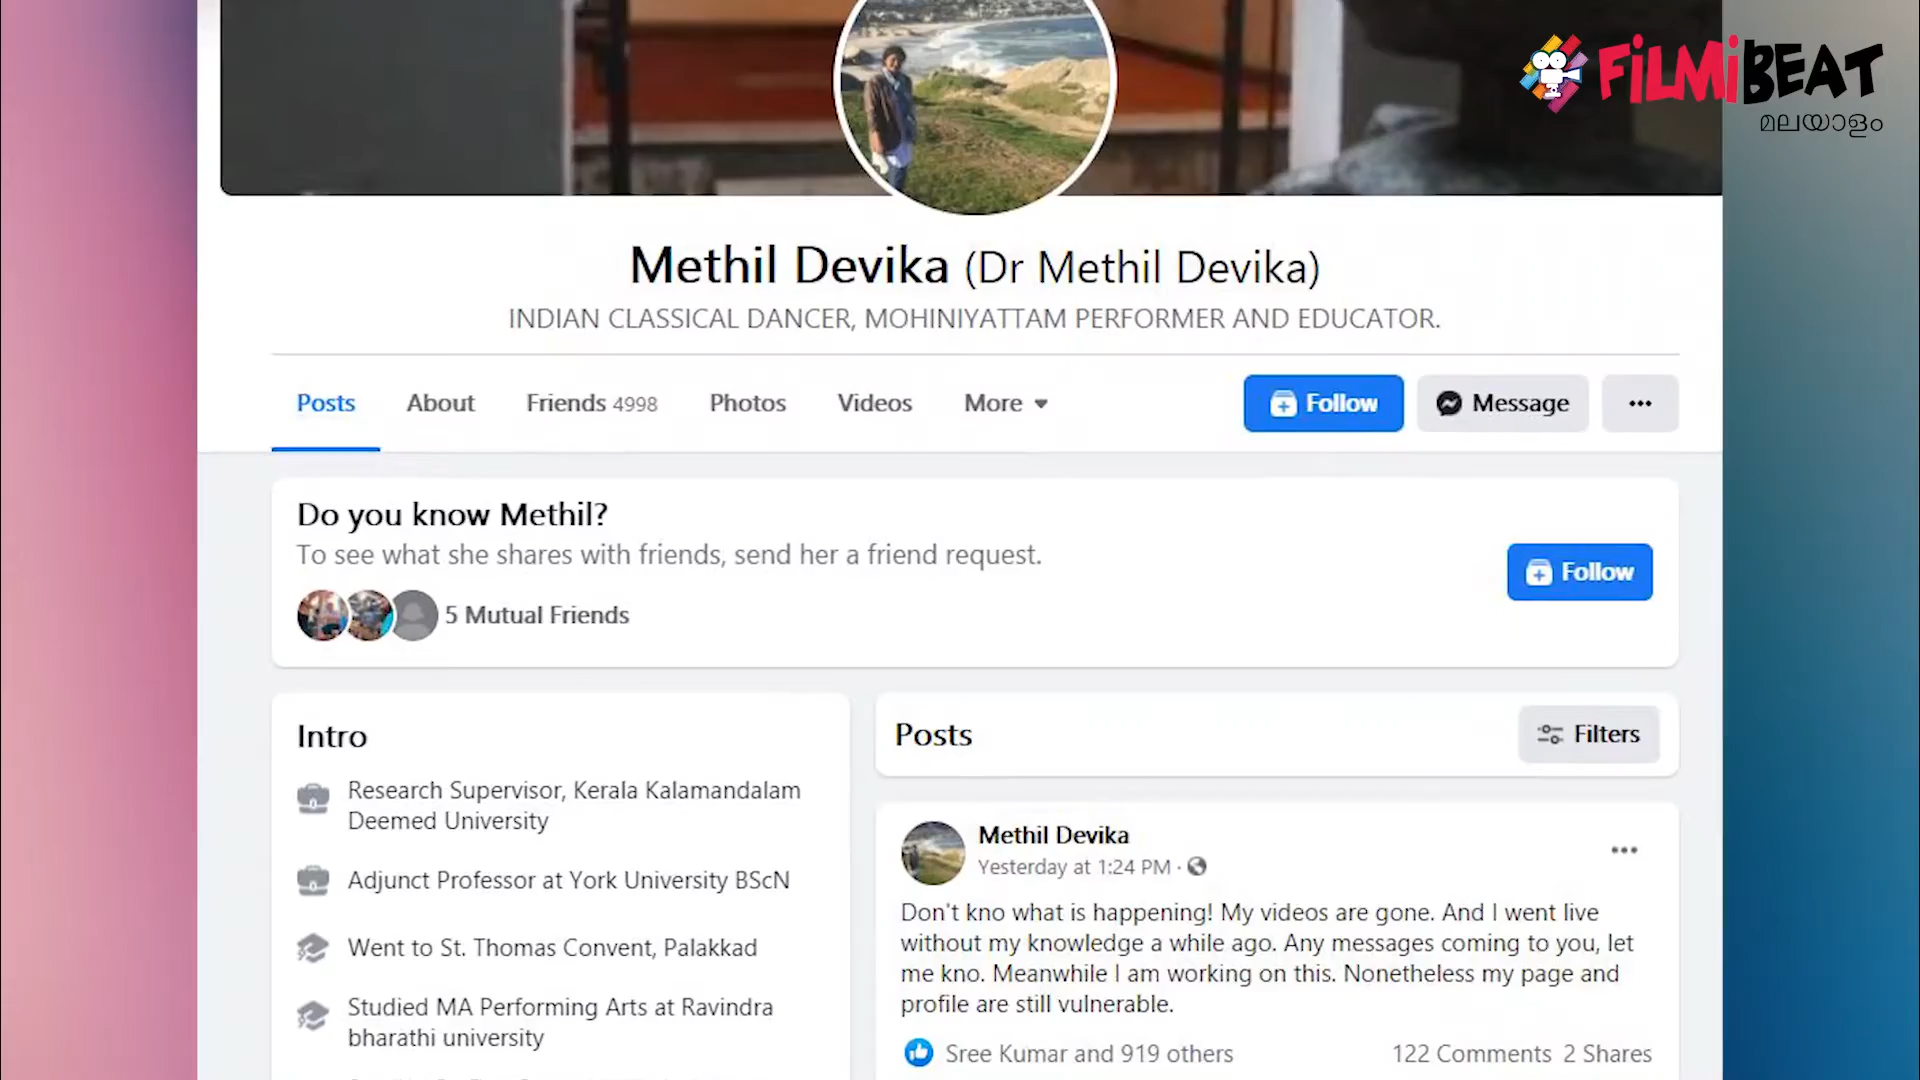 FiLMiBEAT
മലയാളം
Methil Devika (Dr Methil Devika)
INDIAN CLASSICAL DANCER, MOHINIYATTAM PERFORMER AND EDUCATOR.
Posts About Friends 4998 Photos Videos More Follow Message
Do you know Methil?
To see what she shares with friends, send her a friend request.
Follow
5 Mutual Friends
Intro
Research Supervisor, Kerala Kalamandalam
Deemed University
Adjunct Professor at York University BScN
Went to St. Thomas Convent, Palakkad
Studied MA Performing Arts at Ravindra
bharathi university
Posts Filters
Methil Devika
Yesterday at 1:24 PM ·
Don't kno what is happening! My videos are gone. And I went live
without my knowledge a while ago. Any messages coming to you, let
me kno. Meanwhile I am working on this. Nonetheless my page and
profile are still vulnerable.
Sree Kumar and 919 others 122 Comments 2 Shares